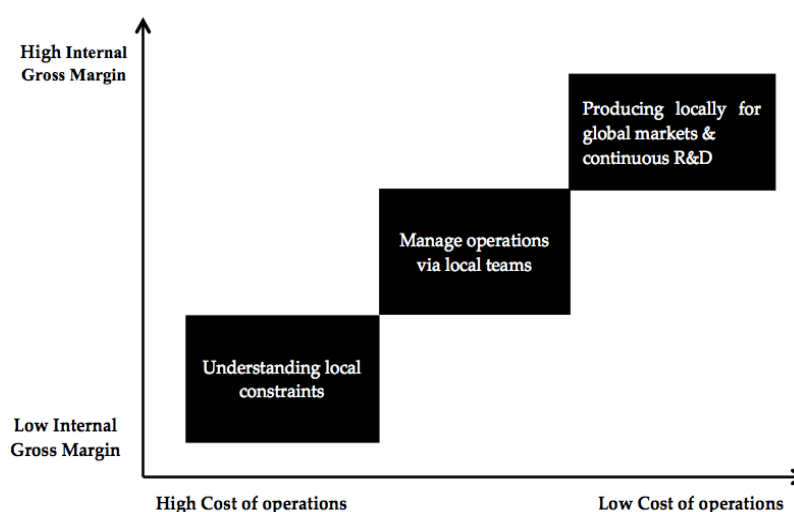 High Internal
Gross Margin
Producing locally for
global markets &
continuous R&D
Manage operations
via local teams
Understanding local
constraints
Low Internal
Gross Margin
High Cost of operations
Low Cost of operations